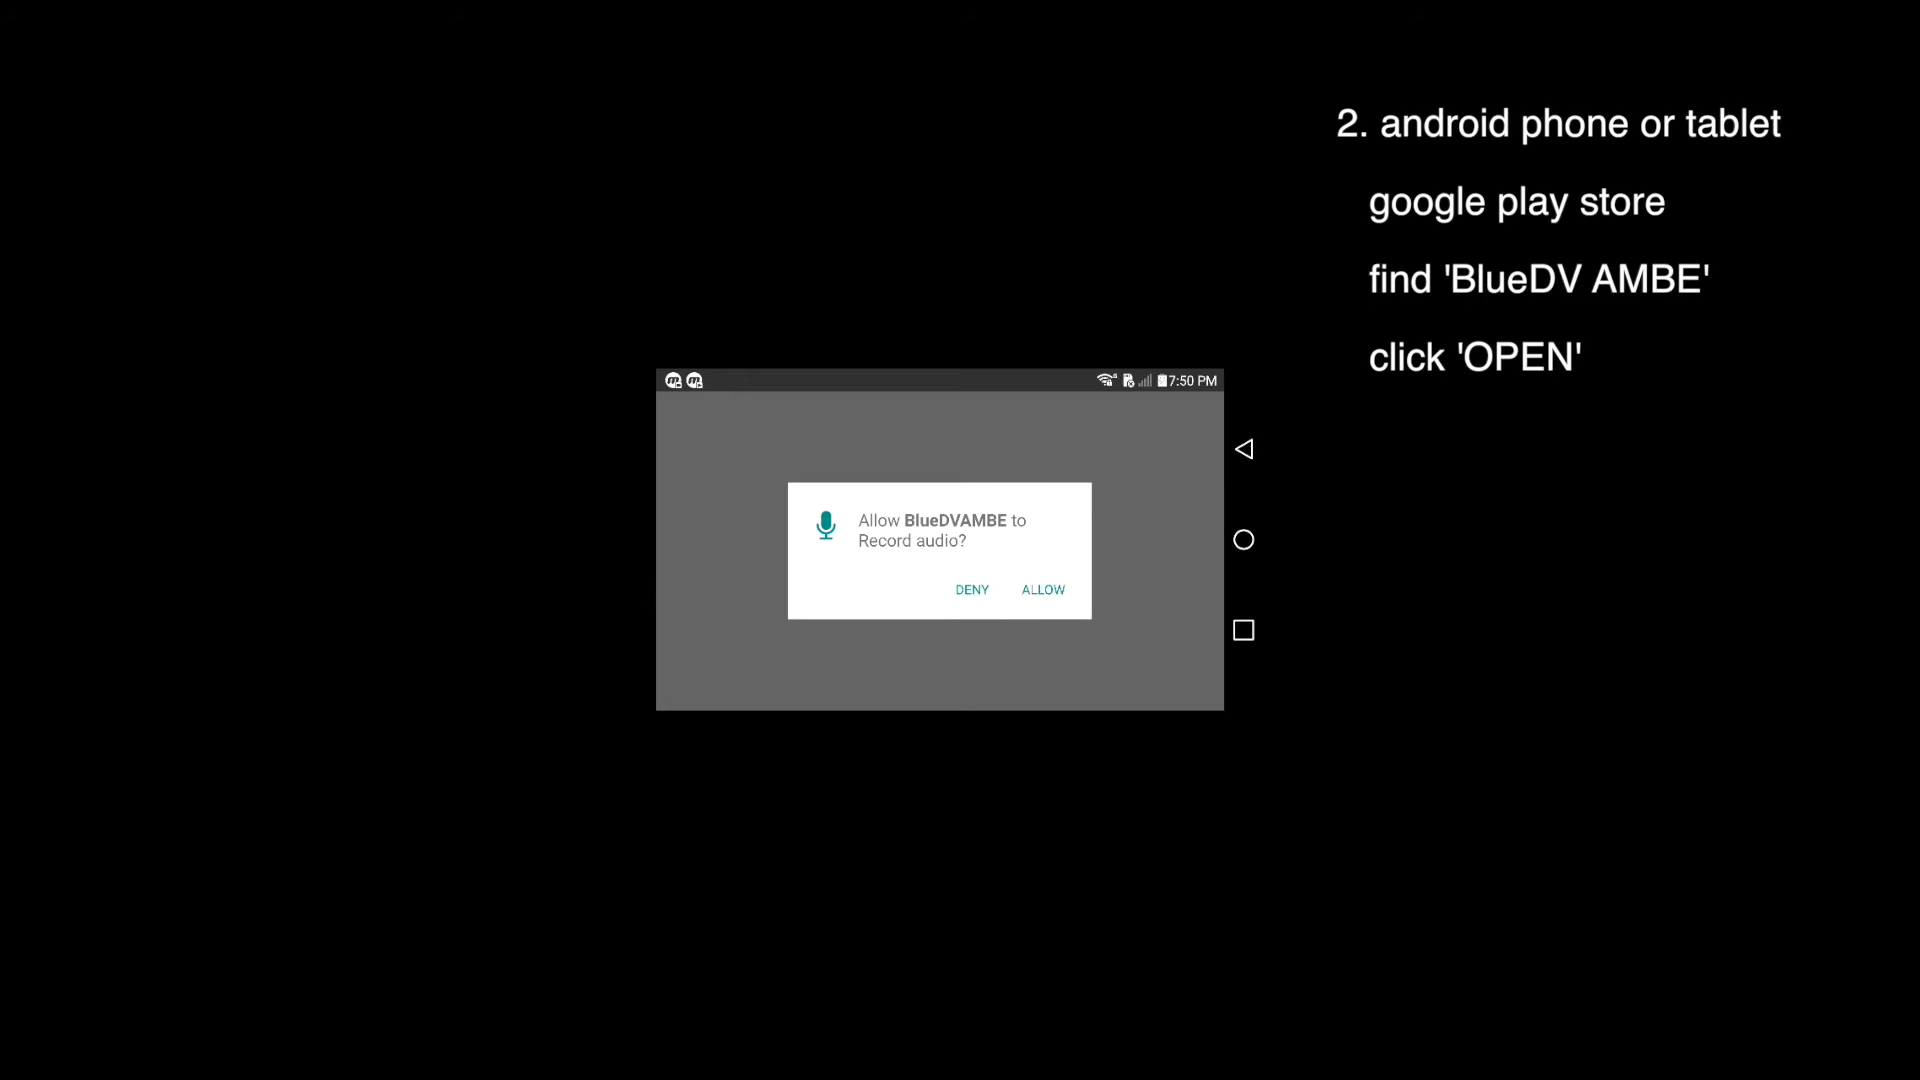 2. android phone or tablet
google play store
find 'BlueDV AMBE'
click 'OPEN'
7:50 PM
Allow BlueDVAMBE to
Record audio?
DENY ALLOW